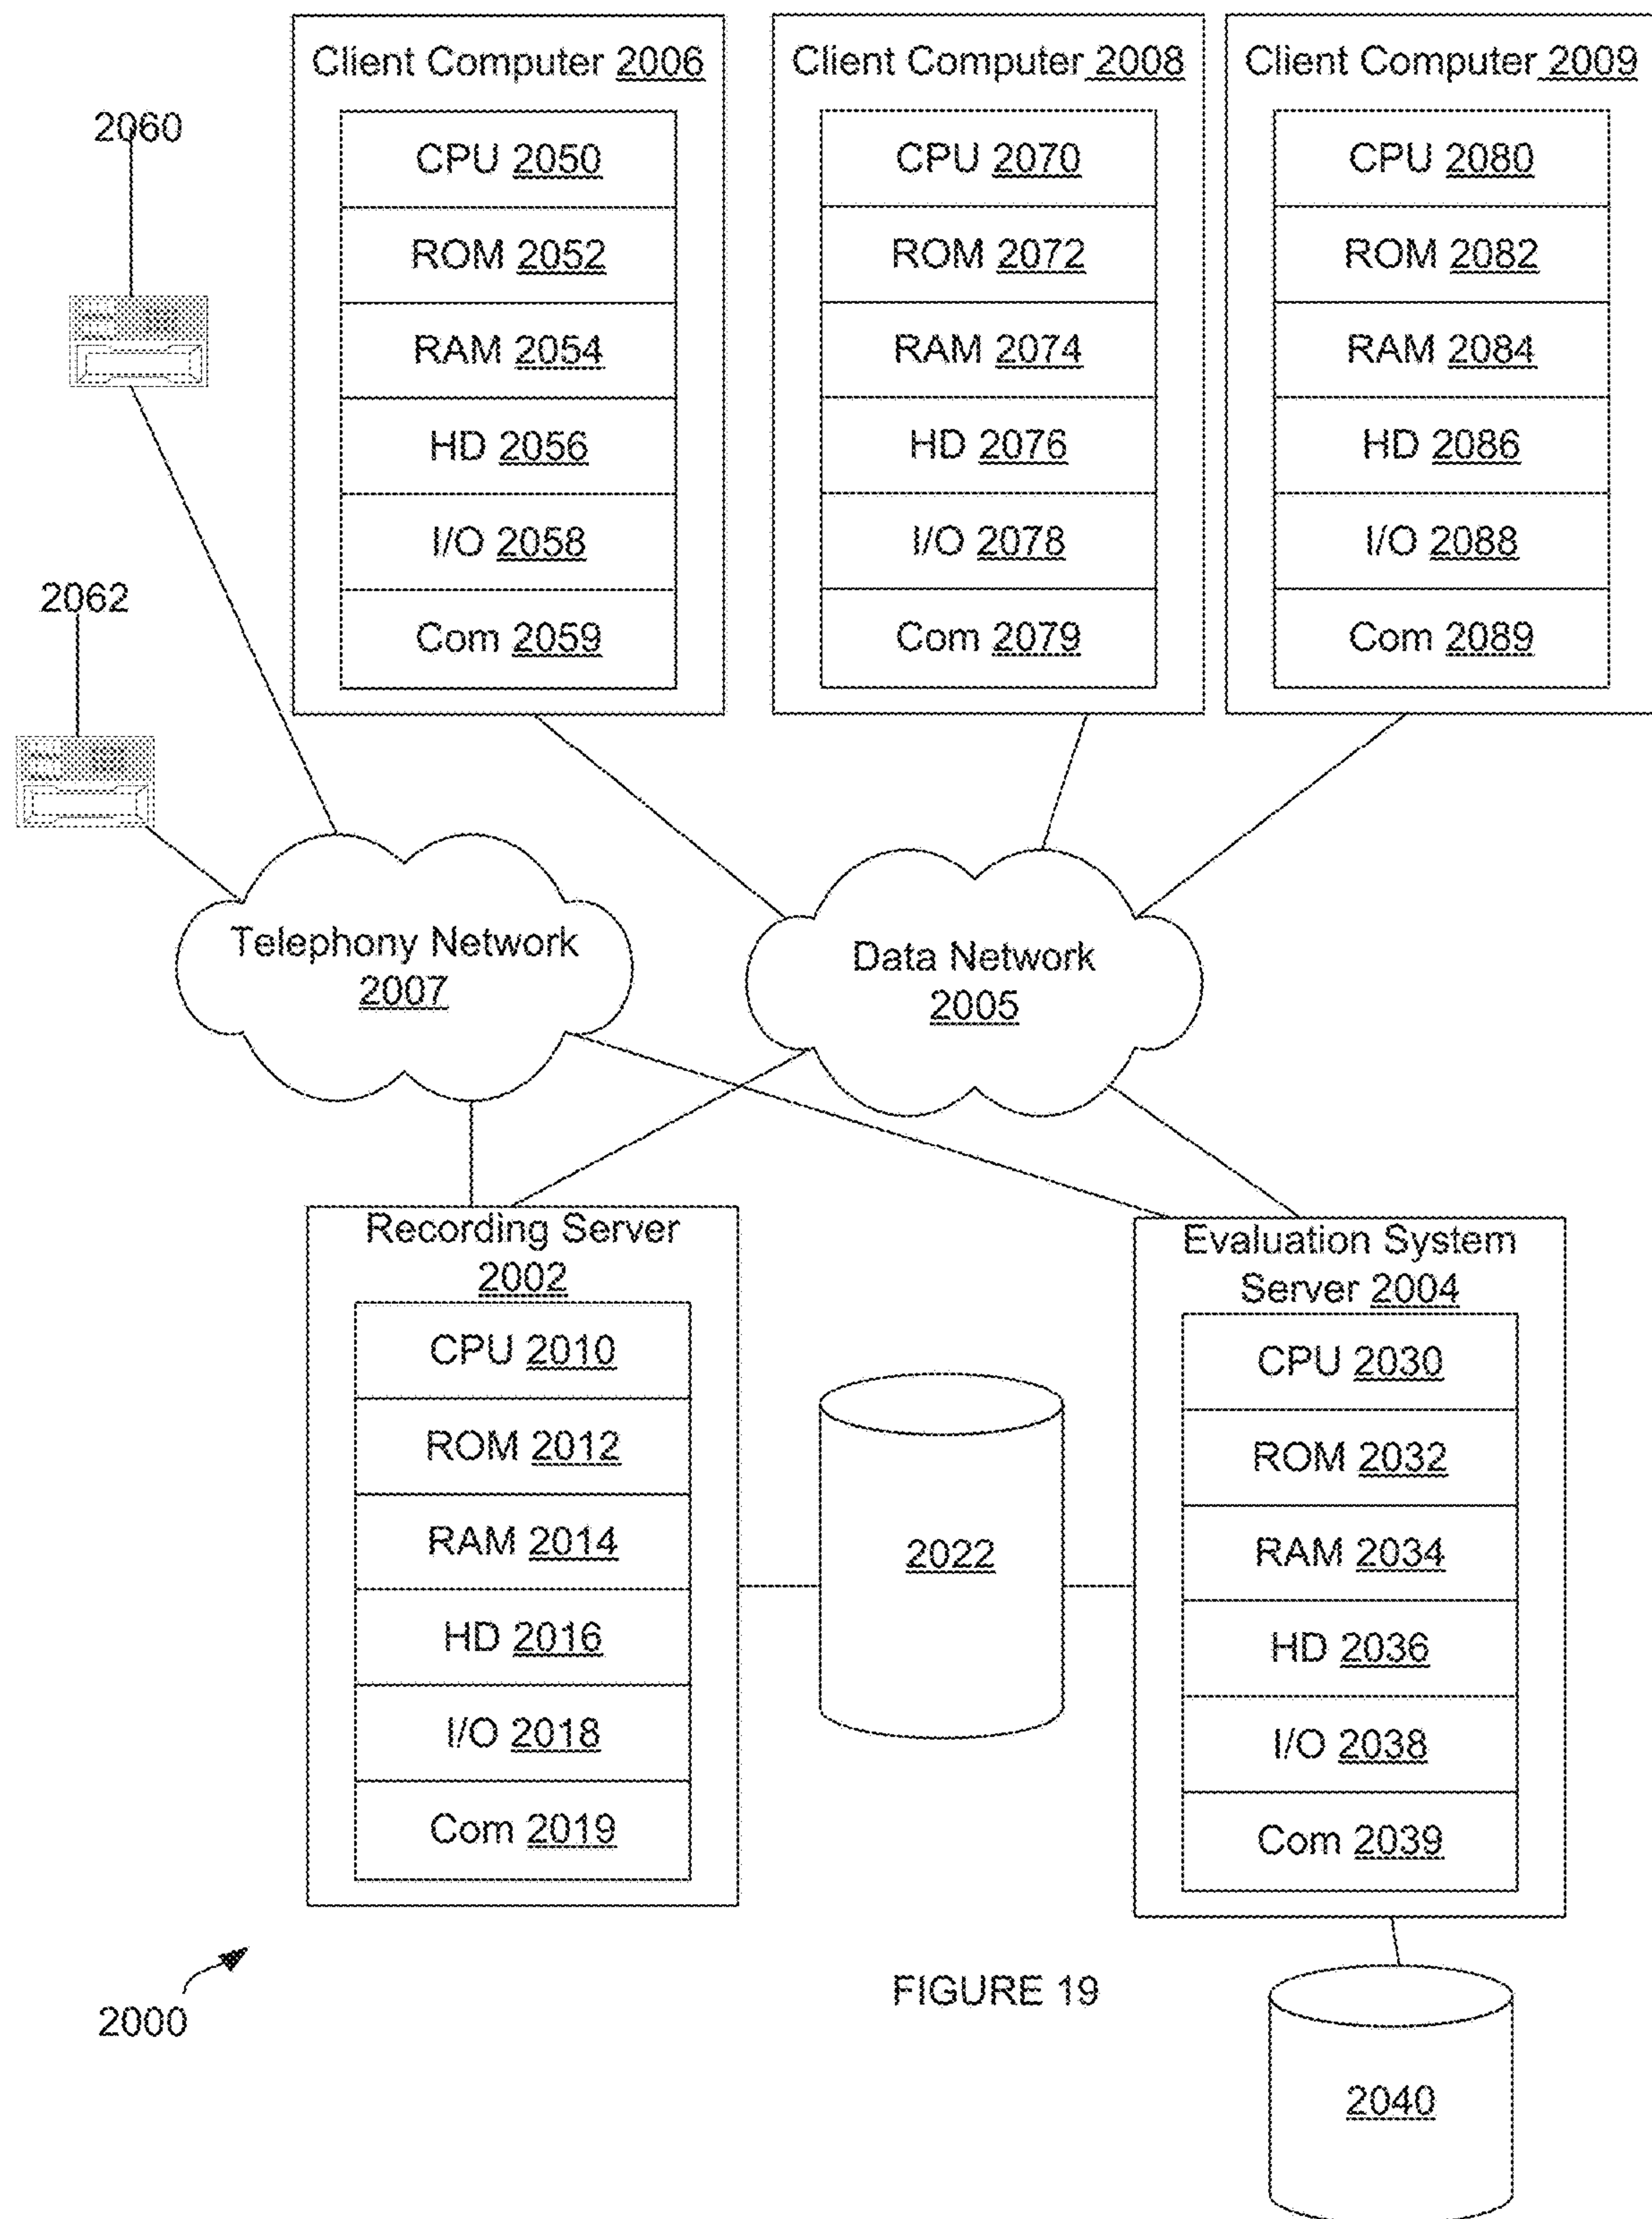 Client Computer 2006
CPU 2050
ROM 2052
RAM 2054
HD 2056
I/O 2058
Com 2059
Client Computer 2008
CPU 2070
ROM 2072
RAM 2074
HD 2076
I/O 2078
Com 2079
Client Computer 2009
CPU 2080
ROM 2082
RAM 2084
HD 2086
I/O 2088
Com 2089
2060
2062
Telephony Network
2007
Data Network
2005
Recording Server
2002
CPU 2010
ROM 2012
RAM 2014
HD 2016
I/O 2018
Com 2019
2022
Evaluation System
Server 2004
CPU 2030
ROM 2032
RAM 2034
HD 2036
I/O 2038
Com 2039
2040
2000
FIGURE 19